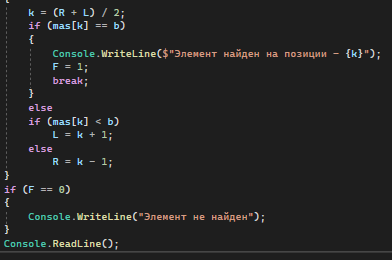 {
k = (R + L) / 2;
if (mas[k] == b)
{
Console.WriteLine($"Элемент найден на позиции - {k}");
F = 1;
break;
}
else
if (mas[k] < b)
L = k + 1;
else
R = k - 1;
}
if (F == 0)
{
Console.WriteLine("Элемент не найден");
}
Console.ReadLine();